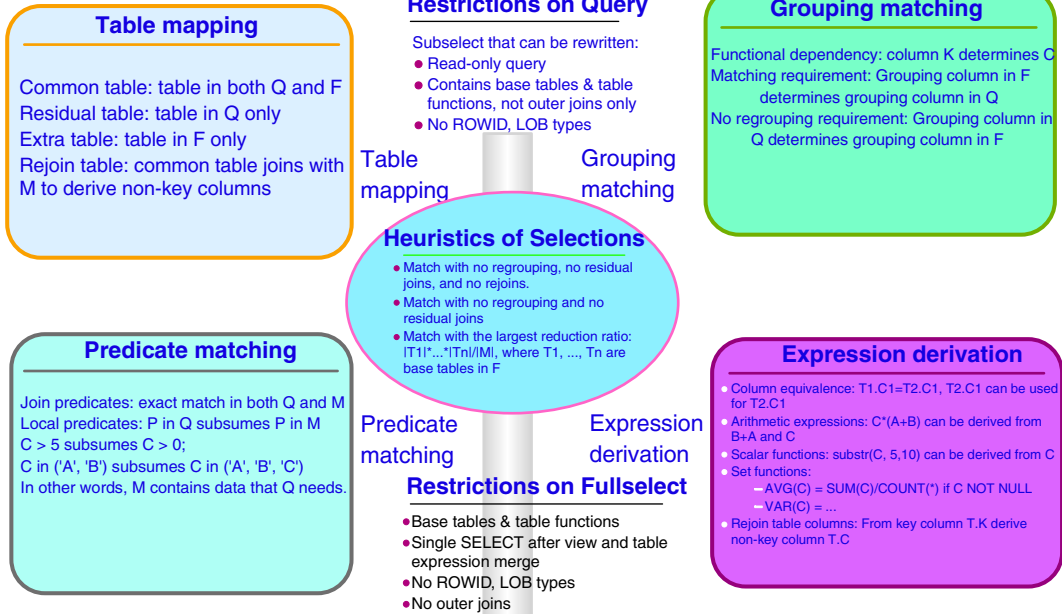 Table mapping
Common table: table in both Q and F
Residual table: table in Q only
Extra table: table in F only
Rejoin table: common table joins with
M to derive non-key columns
Restrictions on Query
Subselect that can be rewritten:
Read-only query
Contains base tables & table
functions, not outer joins only
No ROWID, LOB types
Grouping matching
Functional dependency: column K determines C
Matching requirement: Grouping column in F
determines grouping column in Q
No regrouping requirement: Grouping column in
Q determines grouping column in F
Table
mapping
Grouping
matching
Heuristics of Selections
Match with no regrouping, no residual
joins, and no rejoins.
Match with no regrouping and no
residual joins
Match with the largest reduction ratio:
|T1|*...*|Tn|/|M|, where T1, ..., Tn are
base tables in F
Predicate matching
Join predicates: exact match in both Q and M
Local predicates: P in Q subsumes P in M
C > 5 subsumes C > 0;
C in ('A', 'B') subsumes C in ('A', 'B', 'C')
In other words, M contains data that Q needs.
Predicate
matching
Expression
derivation
Restrictions on Fullselect
Base tables & table functions
Single SELECT after view and table
expression merge
No ROWID, LOB types
No outer joins
Expression derivation
Column equivalence: T1.C1=T2.C1, T2.C1 can be used
for T2.C1
Arithmetic expressions: C*(A+B) can be derived from
B+A and C
Scalar functions: substr(C, 5,10) can be derived from C
Set functions:
– AVG(C) = SUM(C)/COUNT(*) if C NOT NULL
– VAR(C) = ...
Rejoin table columns: From key column T.K derive
non-key column T.C